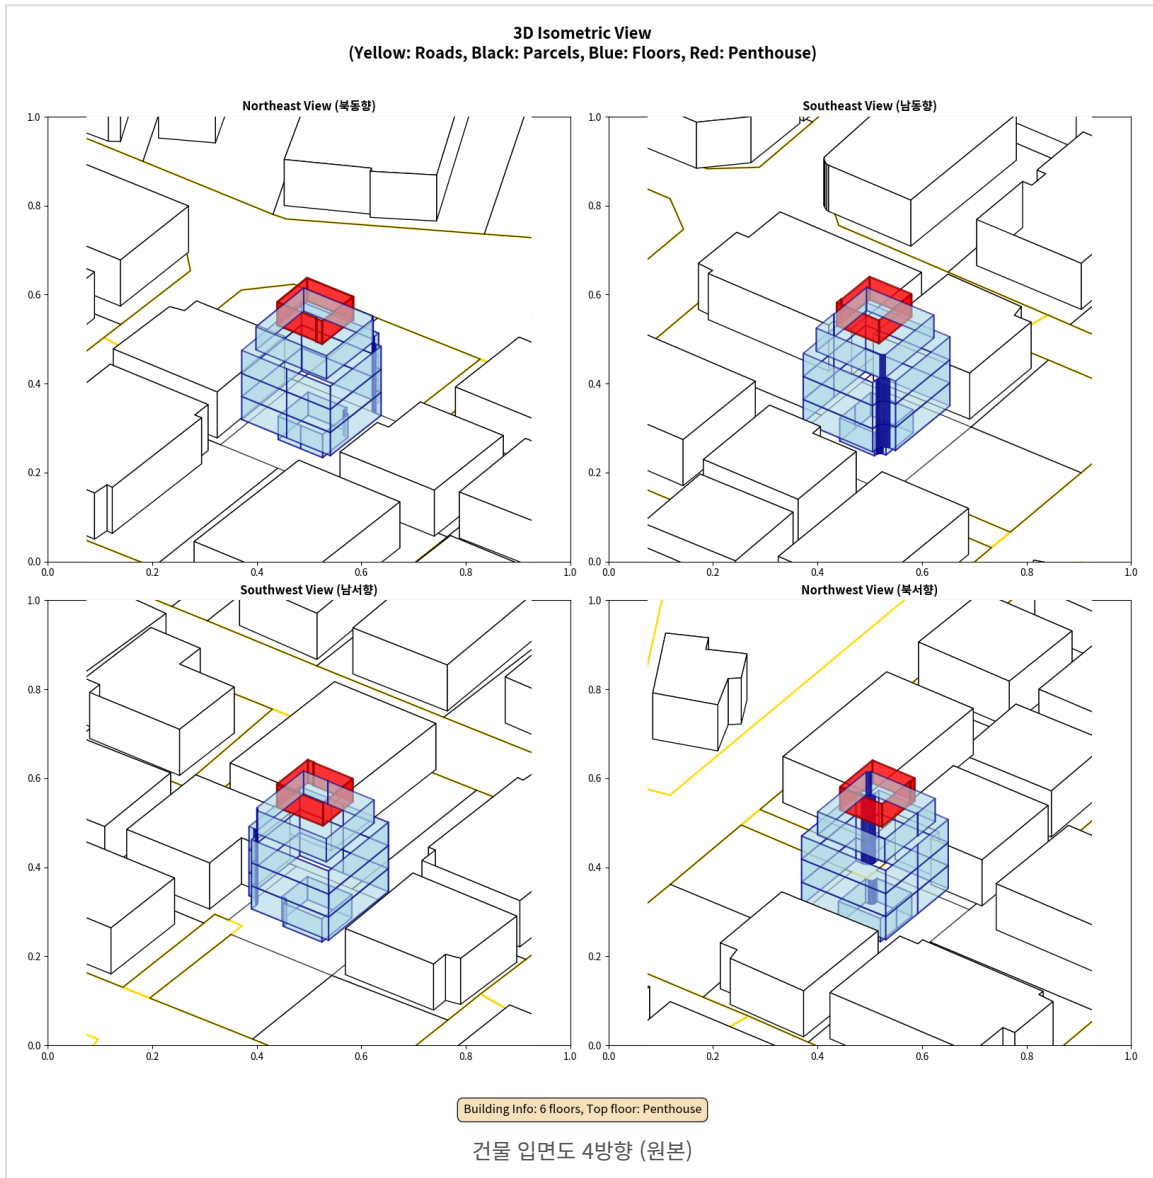 3D Isometric View
(Yellow: Roads, Black: Parcels, Blue: Floors, Red: Penthouse)
Northeast View (북동향)
1.0
0.8
0.6
0.4
0.2
0.0
0.0 0.2 0.4 0.6 0.8 1.0
Southeast View (남동향)
1.0
0.8
0.6
0.4
0.2
0.0
0.0 0.2 0.4 0.6 0.8 1.0
Southwest View (남서향)
1.0
0.8
0.6
0.4
0.2
0.0
0.0 0.2 0.4 0.6 0.8 1.0
Northwest View (북서향)
1.0
0.8
0.6
0.4
0.2
0.0
0.0 0.2 0.4 0.6 0.8 1.0
Building Info: 6 floors, Top floor: Penthouse
건물 입면도 4방향 (원본)